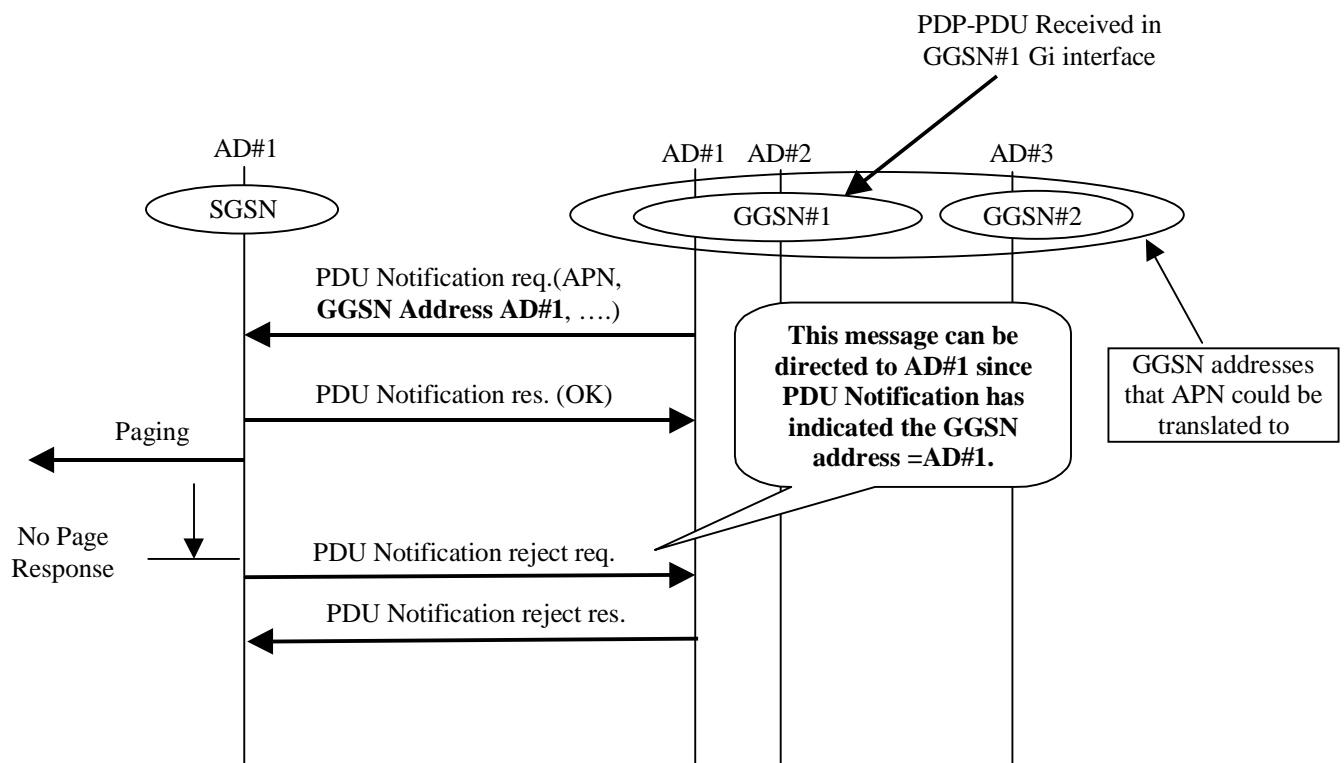 PDP-PDU Received in
GGSN#1 Gi interface
AD#1
AD#1
AD#2
AD#3
SGSN
GGSN#1
GGSN#2
PDU Notification req.(APN,
GGSN Address AD#1, ….)
This message can be
directed to AD#1 since
PDU Notification has
indicated the GGSN
address =AD#1.
GGSN addresses
that APN could be
translated to
PDU Notification res. (OK)
Paging
No Page
Response
PDU Notification reject req.
PDU Notification reject res.